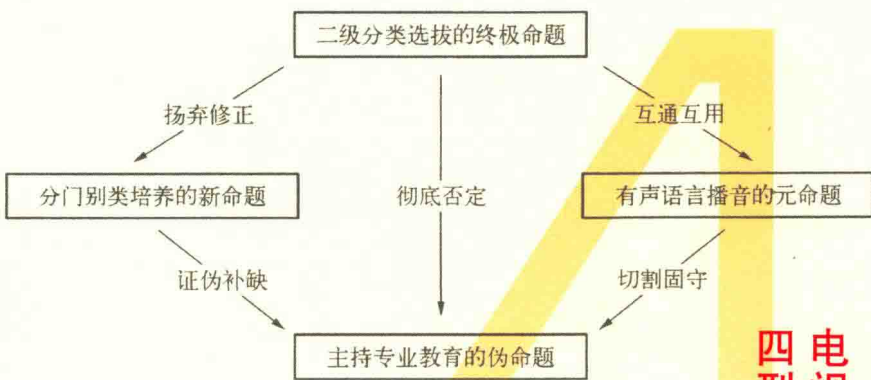 二级分类选拔的终极命题
扬弃修正
互通互用
分门别类培养的新命题
彻底否定
有声语言播音的元命题
证伪补缺
切割固守
主持专业教育的伪命题
四 电